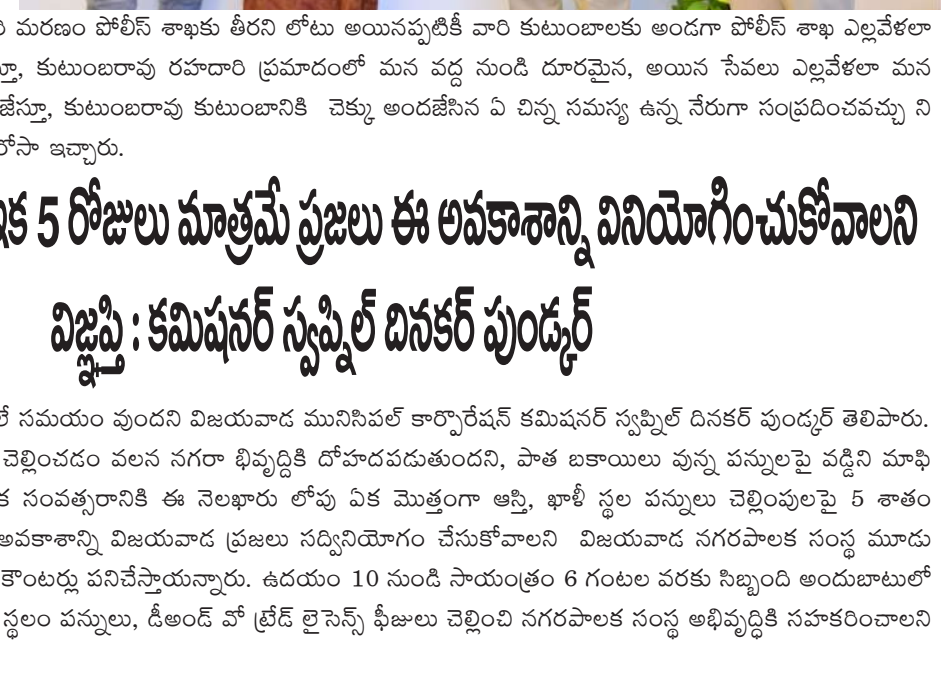 మరణం పోలీస్ శాఖకు తీరని లోటు అయినప్పటికీ వారి కుటుంబాలకు అండగా పోలీస్ శాఖ ఎల్లవేళలా
కుటుంబరావు రహదారి ప్రమాదంలో మన వద్ద నుండి దూరమైన, అయిన సేవలు ఎల్లవేళలా మన
కుటుంబరావు కుటుంబానికి చెక్కు అందజేసిన ఏ చిన్న సమస్య ఉన్న నేరుగా సంప్రదించవచ్చు ని
ఇచ్చారు.
5 రోజులు మాత్రమే ప్రజలు ఈ అవకాశాన్ని వినియోగించుకోవాలని
విజ్ఞప్తి : కమిషనర్ స్వప్నిల్ దినకర్ పుండ్కర్
సమయం వుందని విజయవాడ మునిసిపల్ కార్పొరేషన్ కమిషనర్ స్వప్నిల్ దినకర్ పుండ్కర్ తెలిపారు.
చెల్లించడం వలన నగరా భివృద్దికి దోహదపడుతుందని, పాత బకాయిలు వున్న పన్నులపై వడ్డిని మాఫి
సంవత్సరానికి ఈ నెలఖారు లోపు ఏక మొత్తంగా ఆస్తి, ఖాళీ స్థల పన్నులు చెల్లింపులపై 5 శాతం
అవకాశాన్ని విజయవాడ ప్రజలు సద్వినియోగం చేసుకోవాలని విజయవాడ నగరపాలక సంస్థ మూడు
కౌంటర్లు పనిచేస్తాయన్నారు. ఉదయం 10 నుండి సాయంత్రం 6 గంటల వరకు సిబ్బంది అందుబాటులో
స్థలం పన్నులు, డీఅండ్ వో ట్రేడ్ లైసెన్స్ ఫీజులు చెల్లించి నగరపాలక సంస్థ అభివృద్ధికి సహకరించాలని